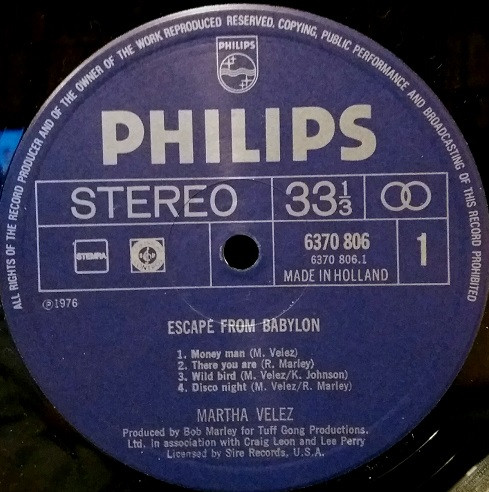 ALL RIGHTS OF THE RECORD PRODUCER AND OF THE OWNER OF THE WORK REPRODUCED RESERVED, COPYING, PUBLIC PERFORMANCE AND BROADCASTING OF THIS RECORD PROHIBITED
PHILIPS
PHILIPS
STEREO 33⅓
STEMRA
6370 806
6370 806.1
MADE IN HOLLAND
1
℗1976
ESCAPE FROM BABYLON
1. Money man (M. Velez)
2. There you are (R. Marley)
3. Wild bird (M. Velez/K. Johnson)
4. Disco night (M. Velez/R. Marley)
MARTHA VELEZ
Produced by Bob Marley for Tuff Gong Productions.
Ltd. in association with Craig Leon and Lee Perry
Licensed by Sire Records, U.S.A.